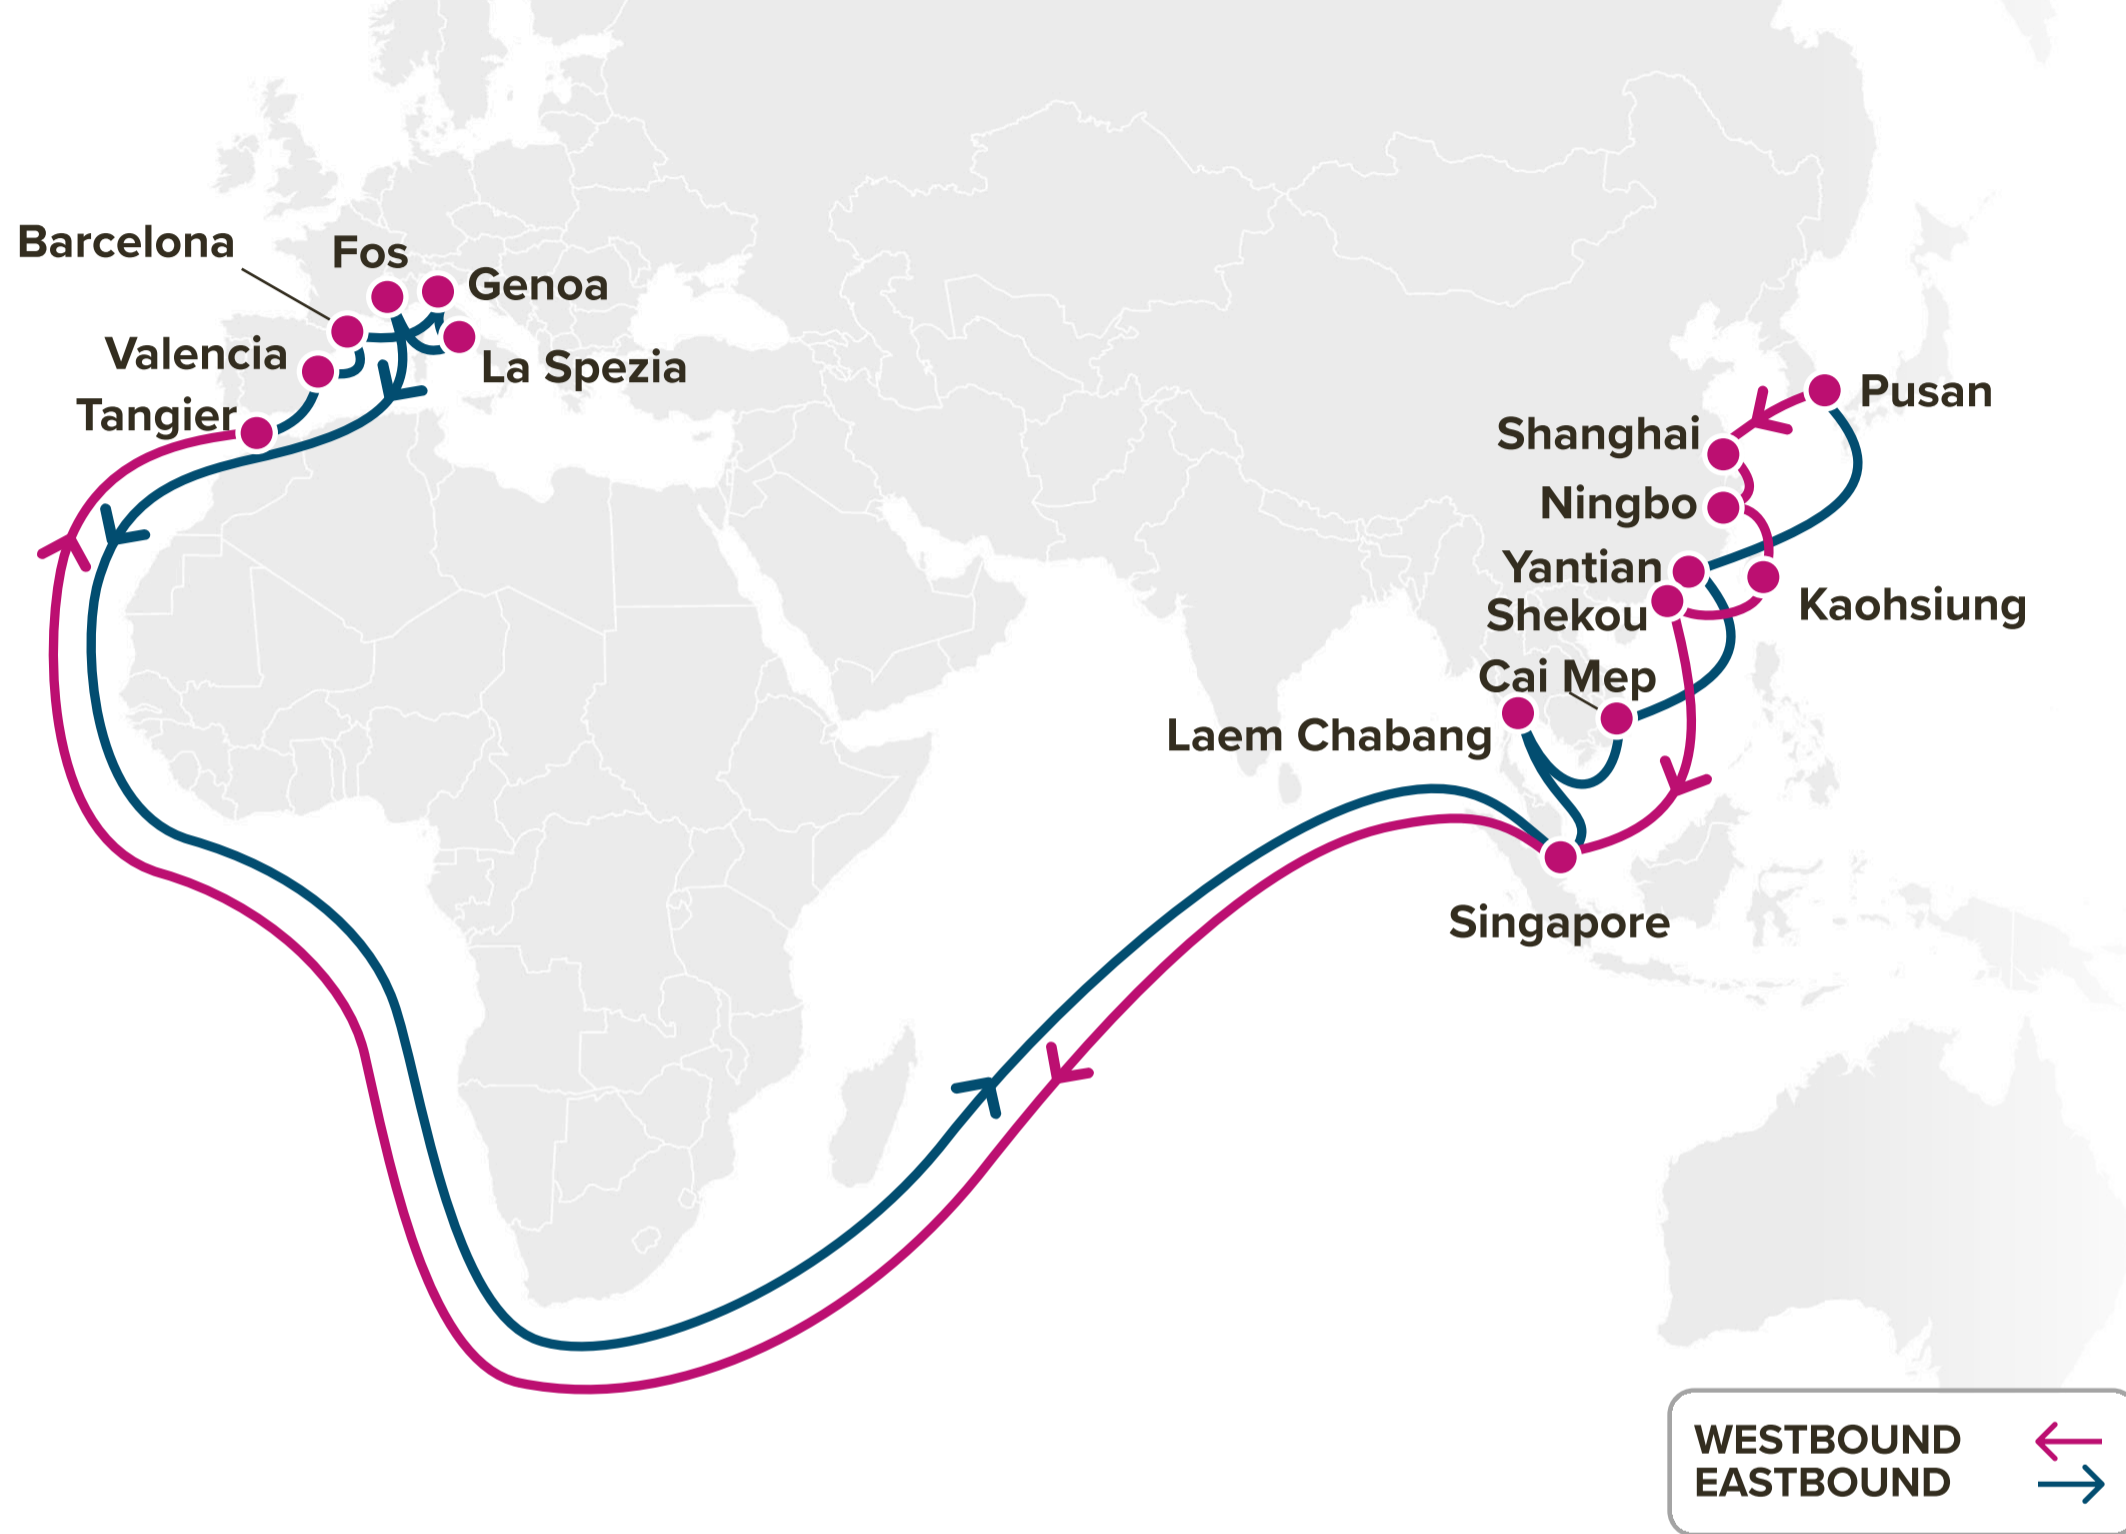 Barcelona
Fos
Genoa
Valencia
La Spezia
Tangier
Pusan
Shanghai
Ningbo
Yantian
Shekou
Kaohsiung
Cai Mep
Laem Chabang
Singapore
WESTBOUND
EASTBOUND